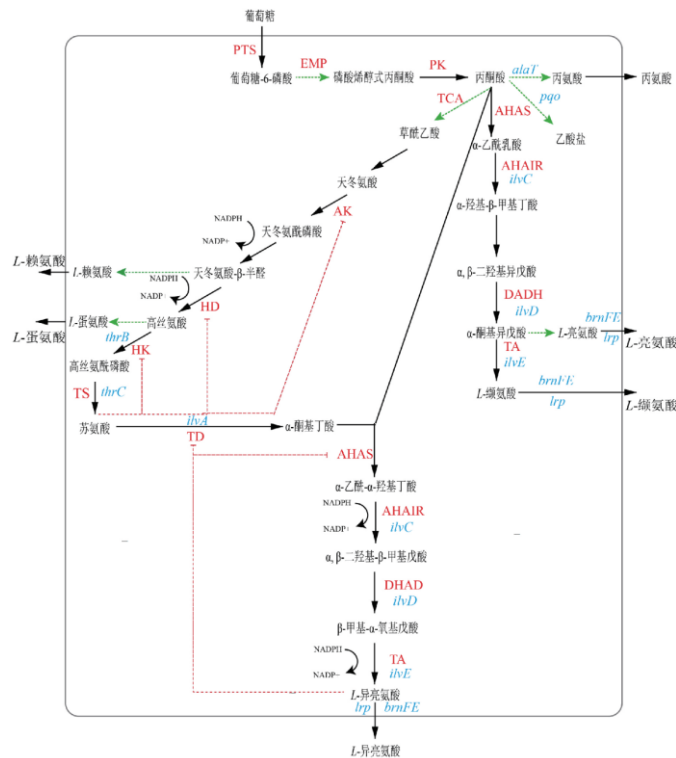 葡萄糖
PTS
葡萄糖-6-磷酸
EMP
磷酸烯醇式丙酮酸
PK
丙酮酸
alaT
丙氨酸
丙氨酸
pqo
乙酸盐
TCA
草酰乙酸
AHAS
α-乙酰乳酸
AHAIR
ilvC
α-羟基-β-甲基丁酸
天冬氨酸
AK
NADPH
NADP+
天冬氨酰磷酸
L-赖氨酸
L-赖氨酸
天冬氨酸-β-半醛
NADPH
NADP
HD
α, β-二羟基异戊酸
DADH
ilvD
L-蛋氨酸
L-蛋氨酸
高丝氨酸
thrB
HK
高丝氨酰磷酸
α-酮基异戊酸
L-亮氨酸
brnFE
lrp
L-亮氨酸
TA
ilvE
TS
thrC
L-缬氨酸
brnFE
lrp
L-缬氨酸
苏氨酸
ilvA
TD
α-酮基丁酸
AHAS
α-乙酰-α-羟基丁酸
NADPH
NADP+
AHAIR
ilvC
α, β-二羟基-β-甲基戊酸
DHAD
ilvD
β-甲基-α-氧基戊酸
NADPH
NADP+
TA
ilvE
L-异亮氨酸
lrp
brnFE
L-异亮氨酸